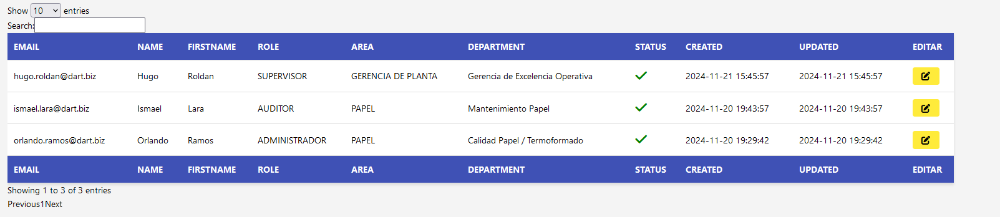 Show 10 entries
Search:
EMAIL NAME FIRSTNAME ROLE AREA DEPARTMENT STATUS CREATED UPDATED EDITAR
hugo.roldan@dart.biz Hugo Roldan SUPERVISOR GERENCIA DE PLANTA Gerencia de Excelencia Operativa 2024-11-21 15:45:57 2024-11-21 15:45:57
ismael.lara@dart.biz Ismael Lara AUDITOR PAPEL Mantenimiento Papel 2024-11-20 19:43:57 2024-11-20 19:43:57
orlando.ramos@dart.biz Orlando Ramos ADMINISTRADOR PAPEL Calidad Papel / Termoformado 2024-11-20 19:29:42 2024-11-20 19:29:42
EMAIL NAME FIRSTNAME ROLE AREA DEPARTMENT STATUS CREATED UPDATED EDITAR
Showing 1 to 3 of 3 entries
Previous1Next